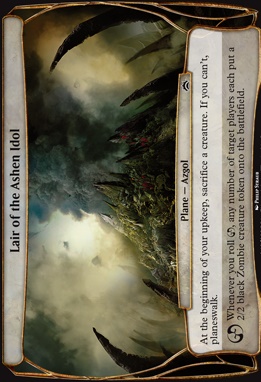 Lair of the Ashen Idol
Plane — Azgol
At the beginning of your upkeep, sacrifice a creature. If you can't,
planeswalk.
Whenever you roll , any number of target players each put a
2/2 black Zombie creature token onto the battlefield.
Philip Straub